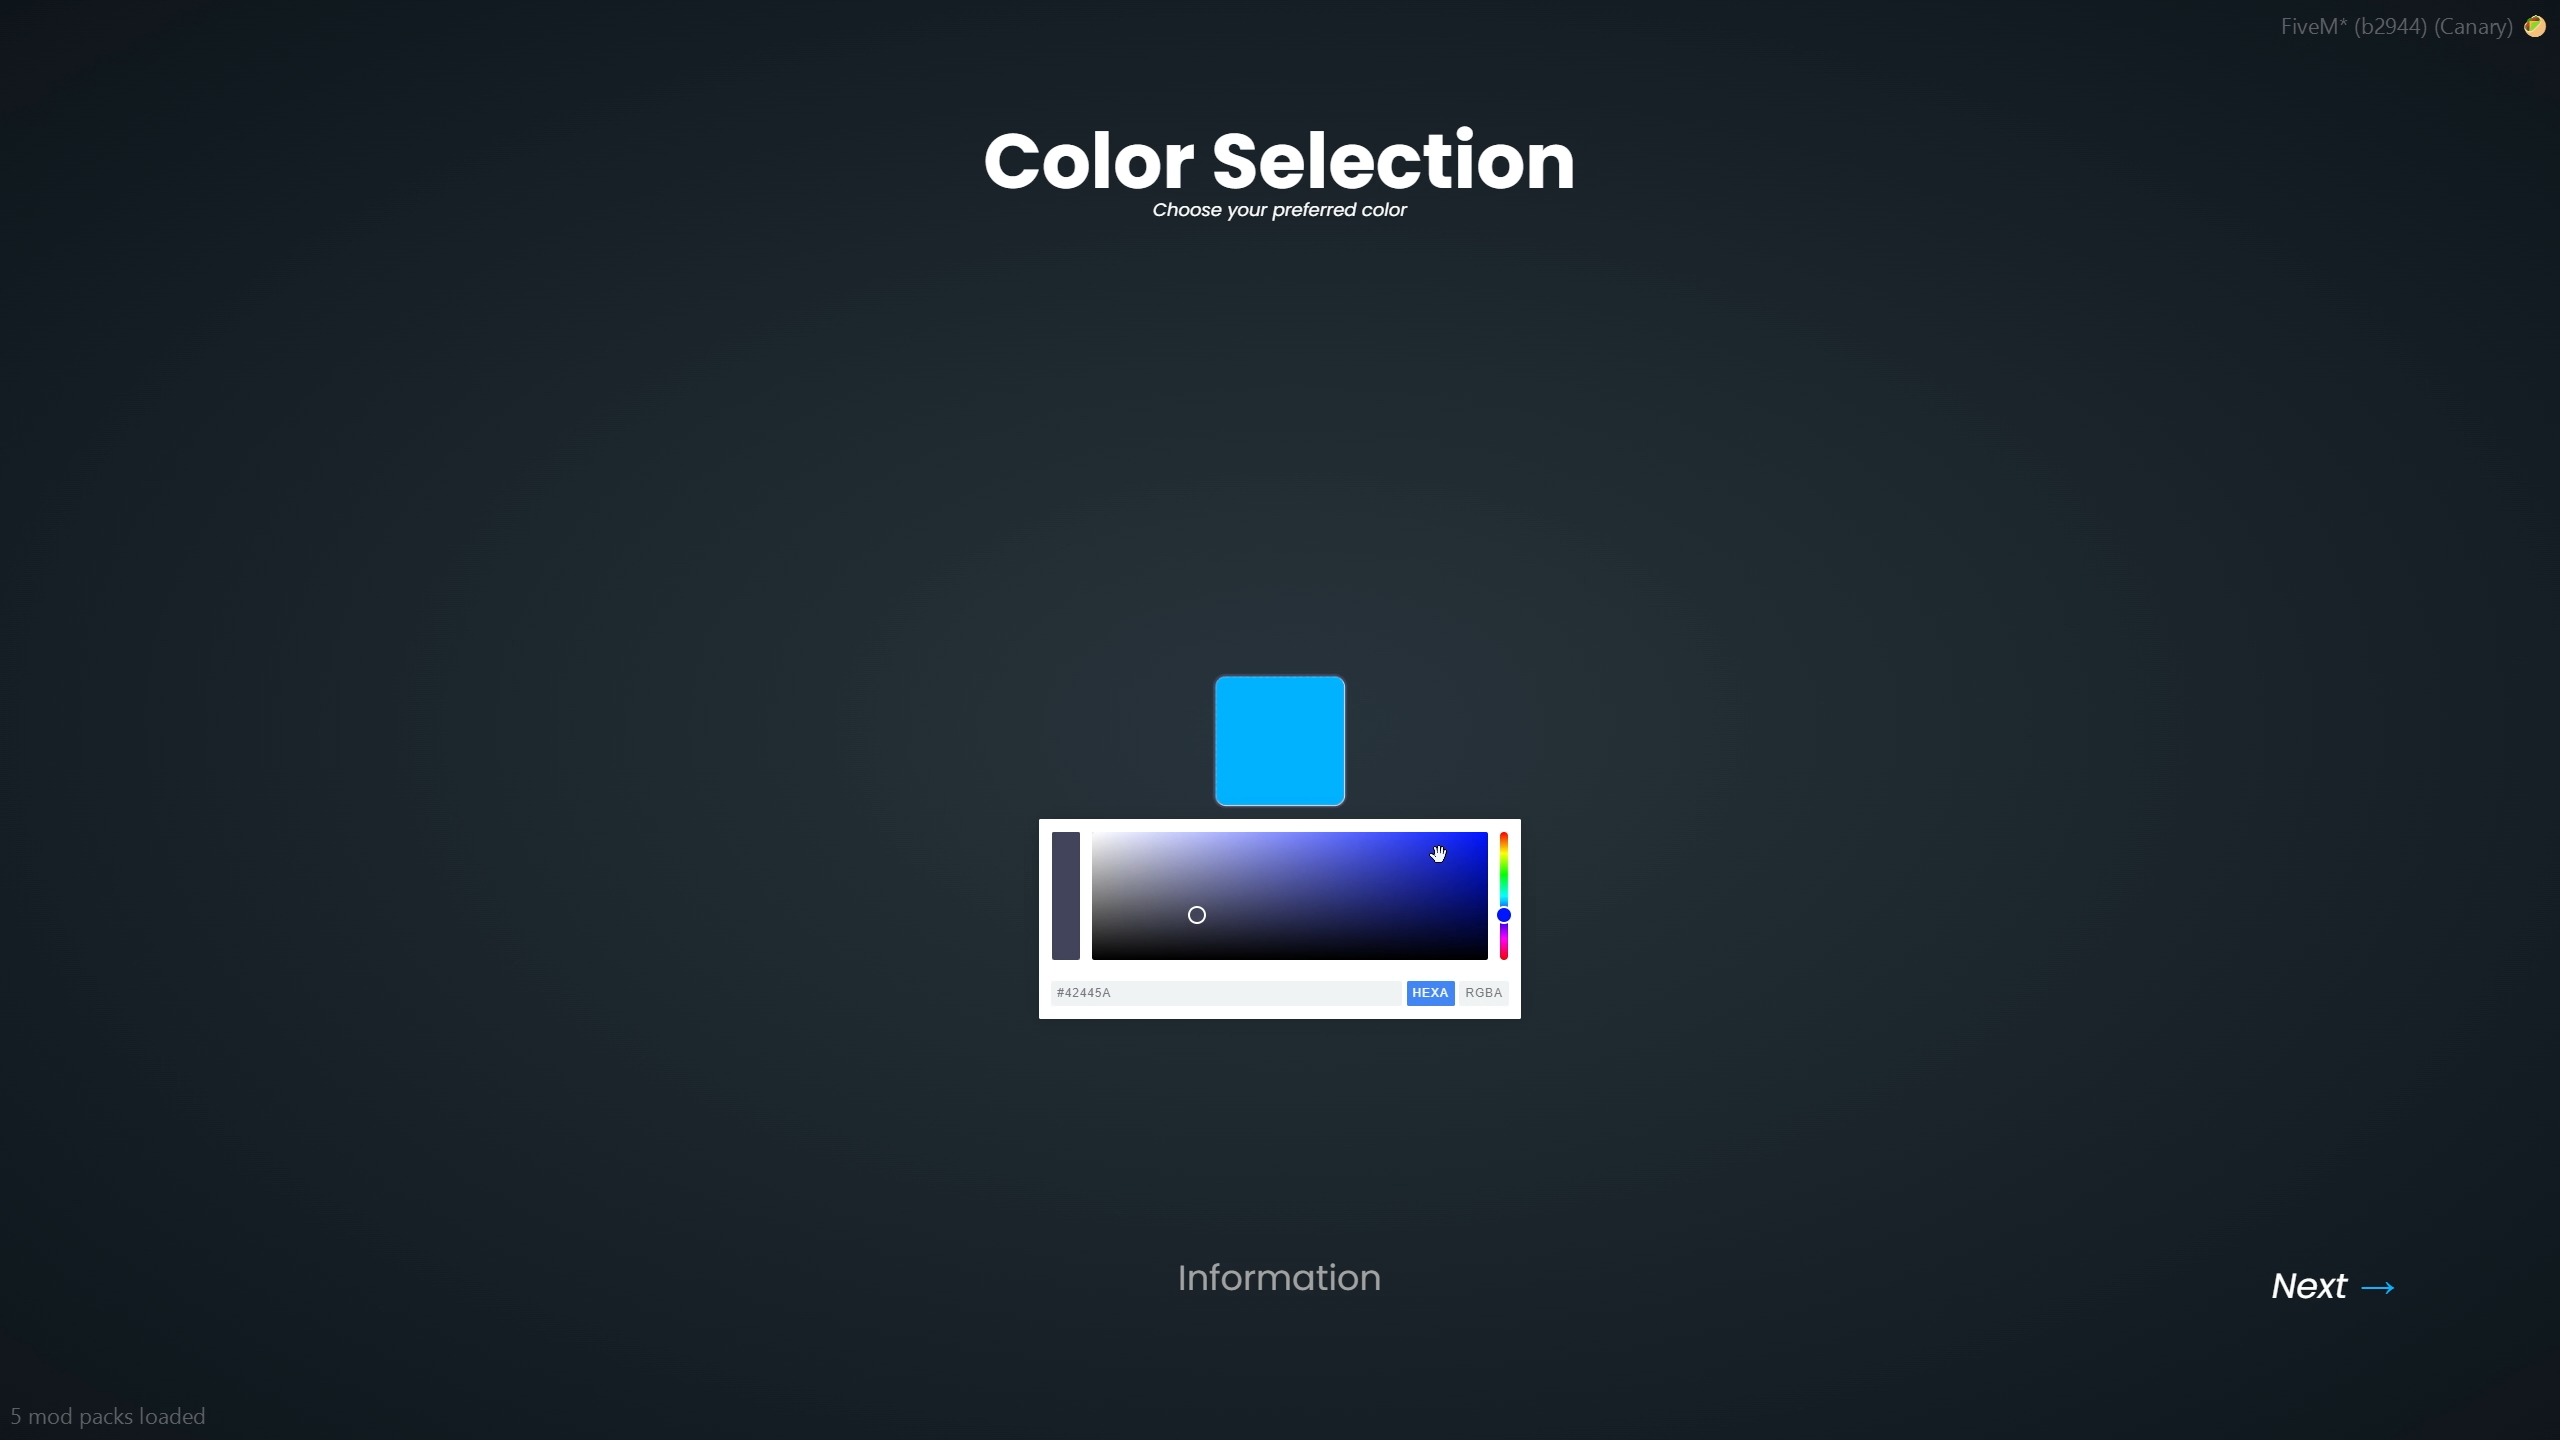 FiveM* (b2944) (Canary)
Color Selection
Choose your preferred color
#42445A
HEXA
RGBA
Information
Next →
5 mod packs loaded